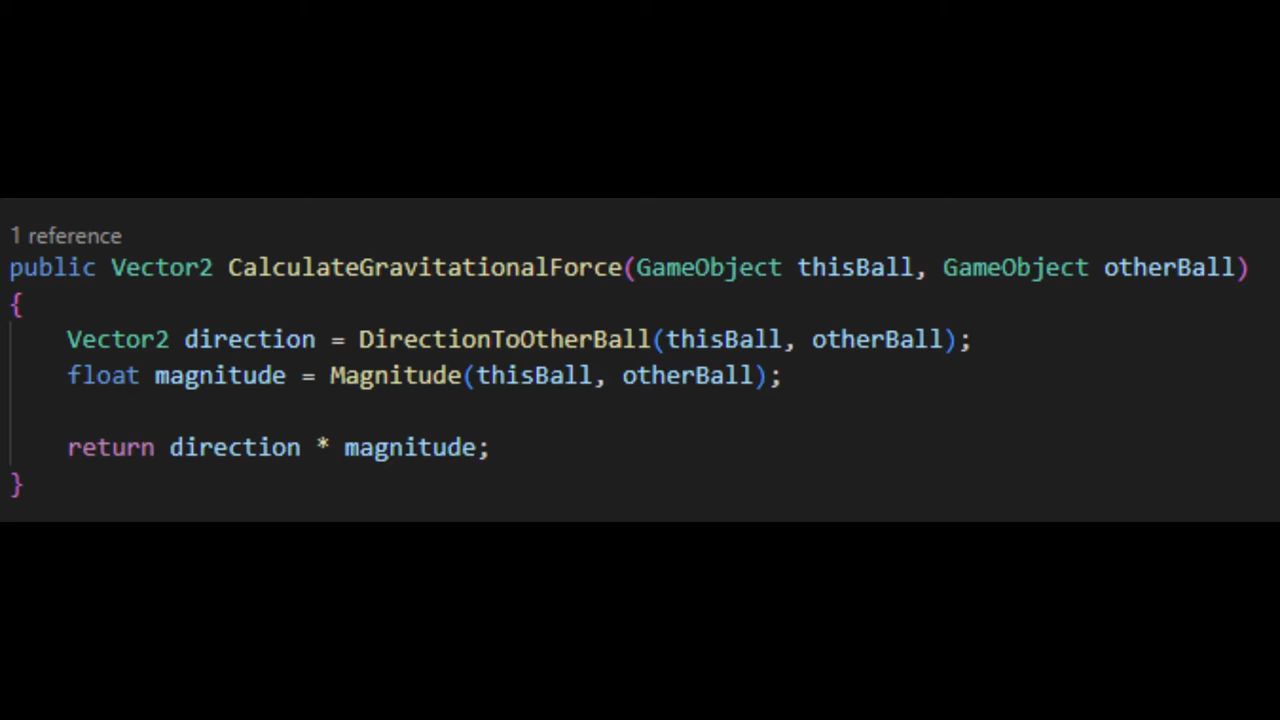 1 reference
public Vector2 CalculateGravitationalForce(GameObject thisBall, GameObject otherBall)
{
Vector2 direction = DirectionToOtherBall(thisBall, otherBall);
float magnitude = Magnitude(thisBall, otherBall);
return direction * magnitude;
}